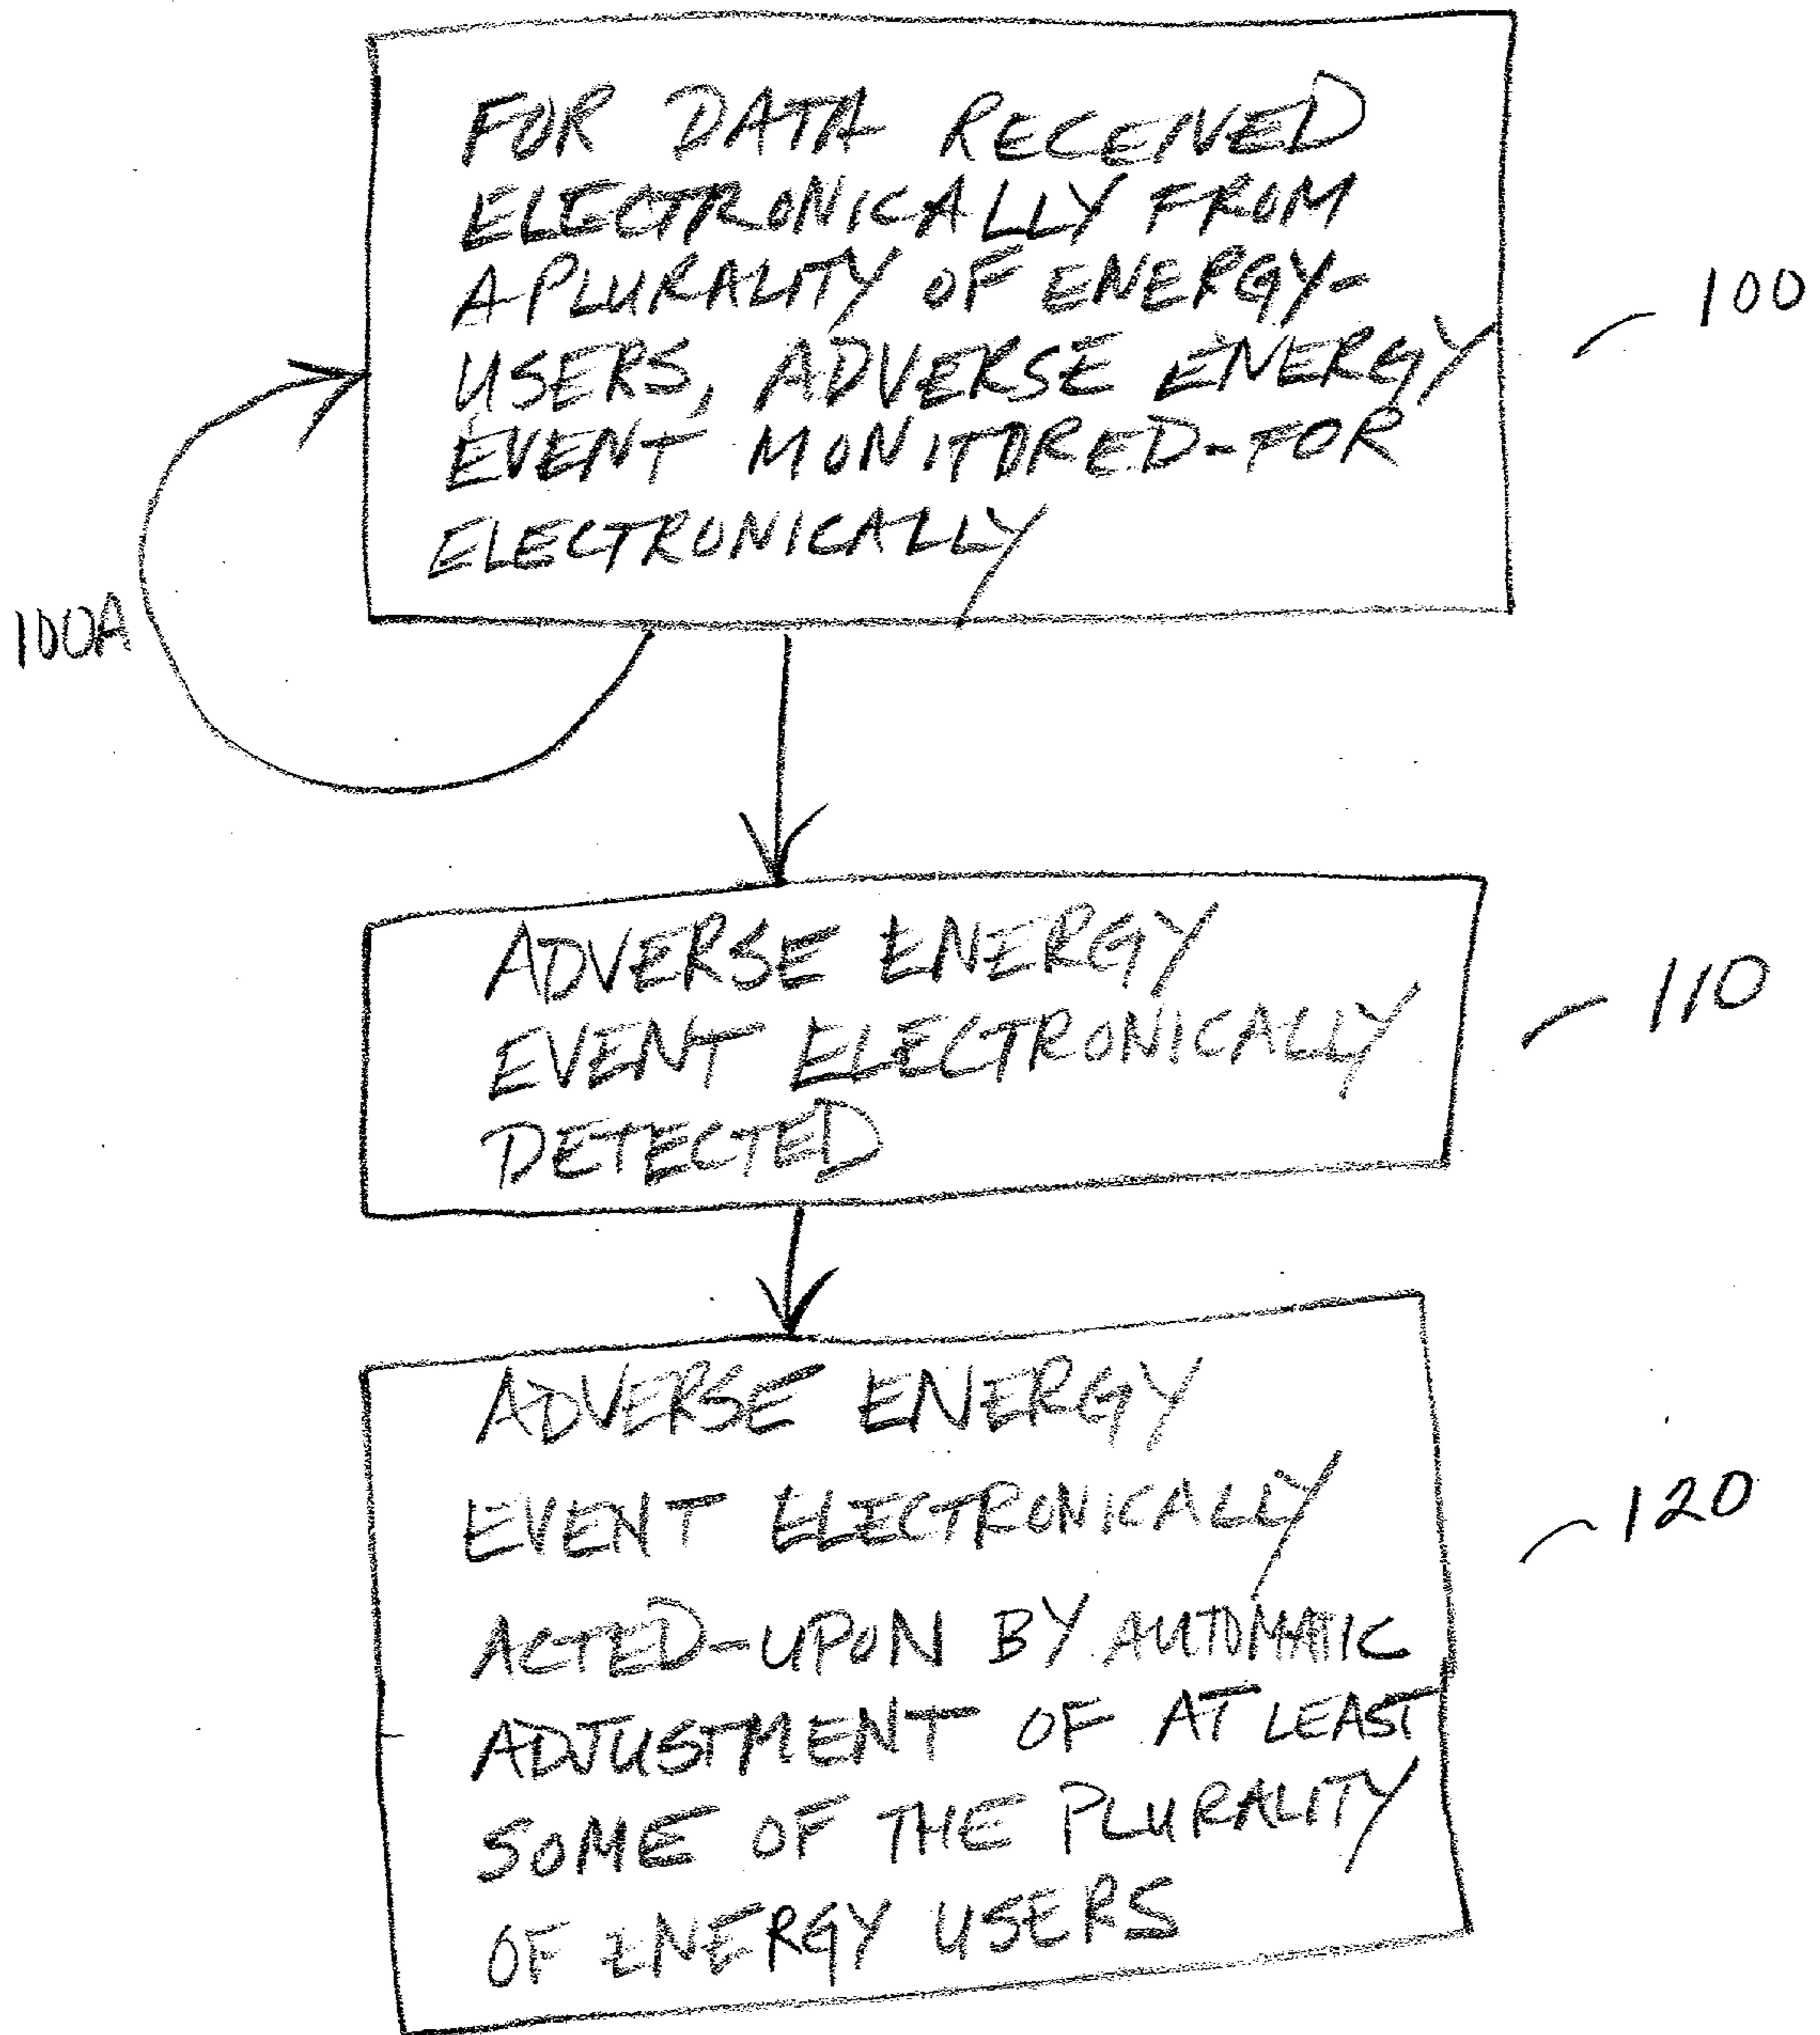 FOR DATA RECEIVED
ELECTRONICALLY FROM
A PLURALITY OF ENERGY-
USERS, ADVERSE ENERGY
EVENT MONITORED-FOR
ELECTRONICALLY
100
100A
ADVERSE ENERGY
EVENT ELECTRONICALLY
DETECTED
110
ADVERSE ENERGY
EVENT ELECTRONICALLY
ACTED-UPON BY AUTOMATIC
ADJUSTMENT OF AT LEAST
SOME OF THE PLURALITY
OF ENERGY USERS
120